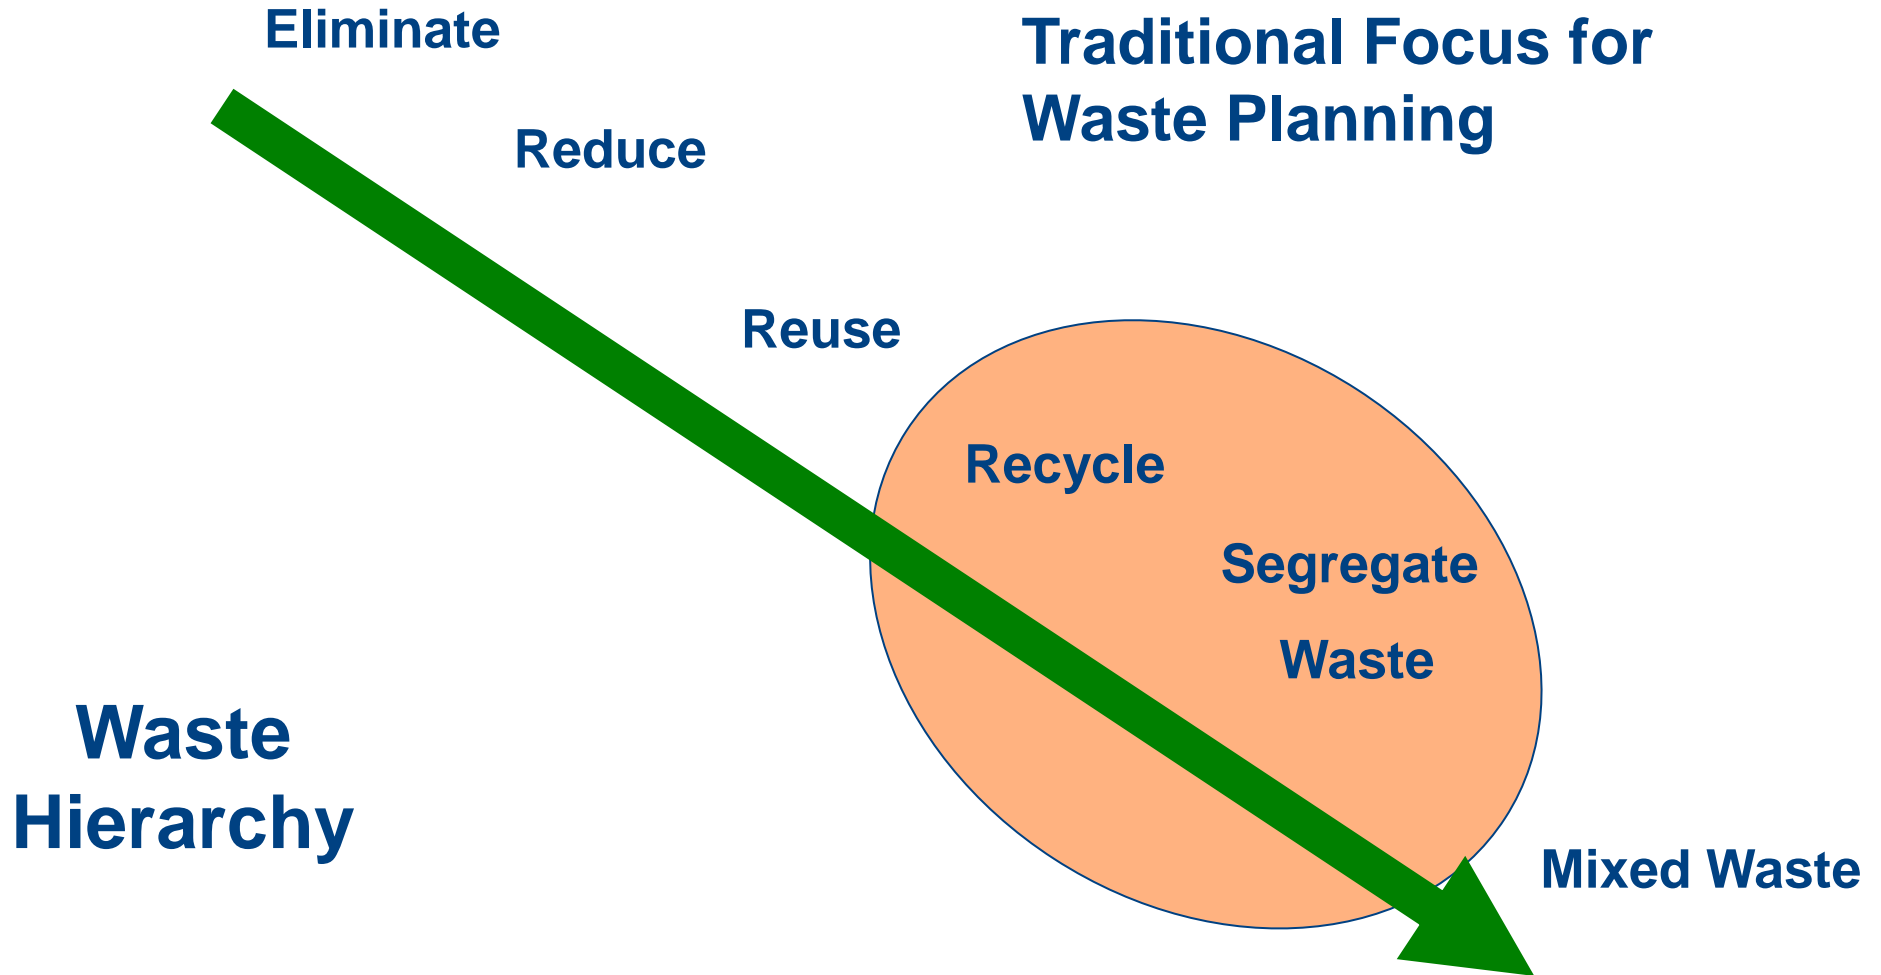 Eliminate
Traditional Focus for
Waste Planning
Reduce
Reuse
Recycle
Segregate
Waste
Waste
Hierarchy
Mixed Waste